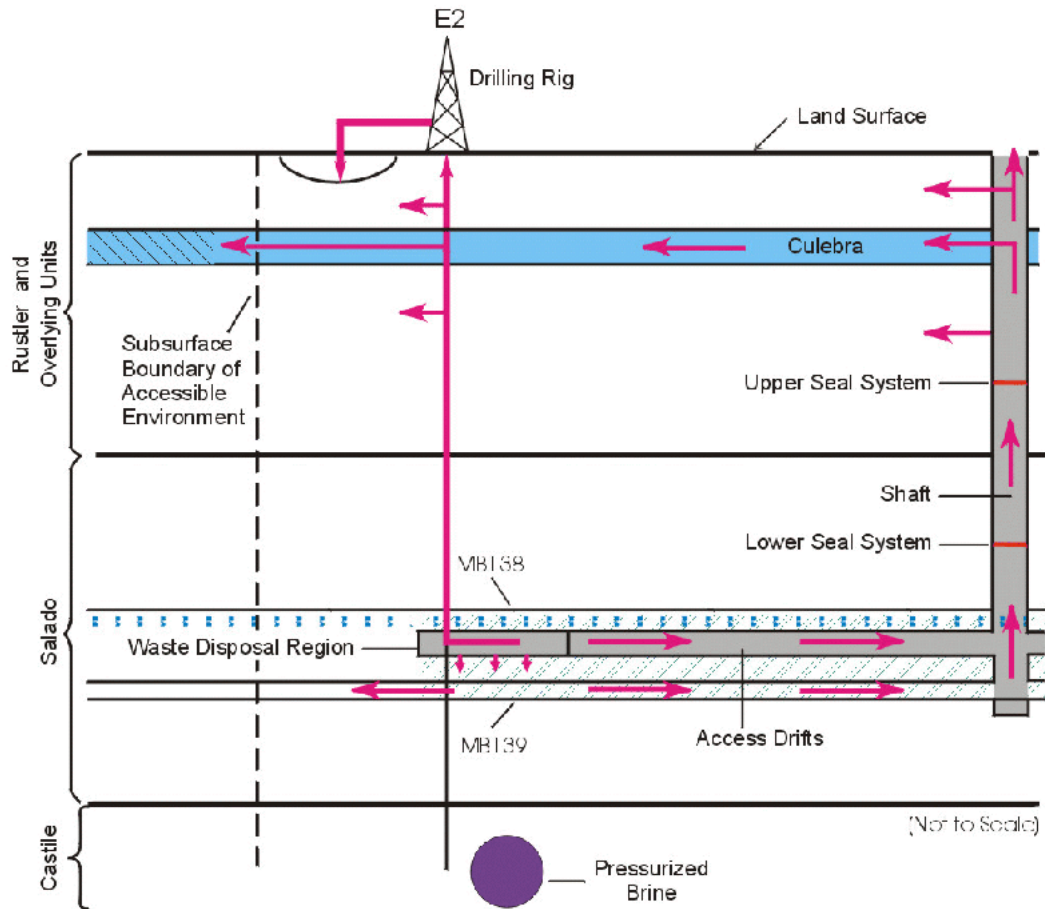 E2
Drilling Rig
Land Surface
Culebra
Rustler and
Overlying Units
Subsurface
Boundary of
Accessible
Environment
Upper Seal System
Shaft
Lower Seal System
MB138
Salado
Waste Disposal Region
MB139
Access Drifts
(Not to Scale)
Castile
Pressurized
Brine